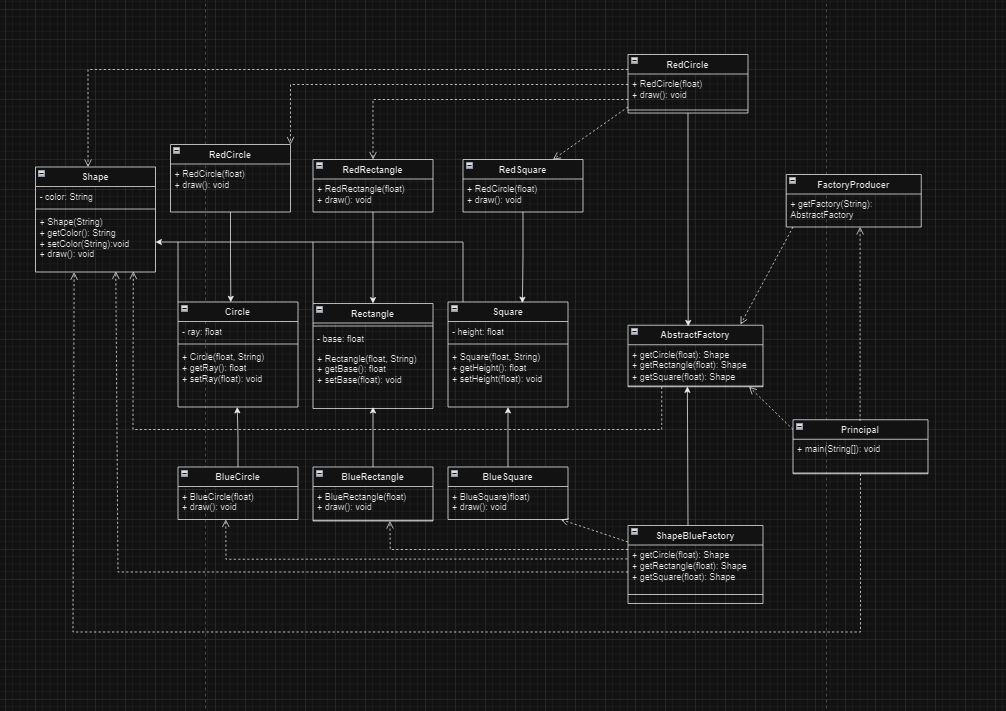 RedCircle
+ RedCircle(float)
+ draw(): void
RedCircle
+ RedCircle(float)
+ draw(): void
RedRectangle
+ RedRectangle(float)
+ draw(): void
RedSquare
+ RedCircle(float)
+ draw(): void
Shape
- color: String
+ Shape(String)
+ getColor(): String
+ setColor(String):void
+ draw(): void
FactoryProducer
+ getFactory(String):
AbstractFactory
Circle
- ray: float
+ Circle(float, String)
+ getRay(): float
+ setRay(float): void
Rectangle
- base: float
+ Rectangle(float, String)
+ getBase(): float
+ setBase(float): void
Square
- height: float
+ Square(float, String)
+ getHeight(): float
+ setHeight(float): void
AbstractFactory
+ getCircle(float): Shape
+ getRectangle(float): Shape
+ getSquare(float): Shape
Principal
+ main(String[]): void
BlueCircle
+ BlueCircle(float)
+ draw(): void
BlueRectangle
+ BlueRectangle(float)
+ draw(): void
BlueSquare
+ BlueSquare)float)
+ draw(): void
ShapeBlueFactory
+ getCircle(float): Shape
+ getRectangle(float): Shape
+ getSquare(float): Shape